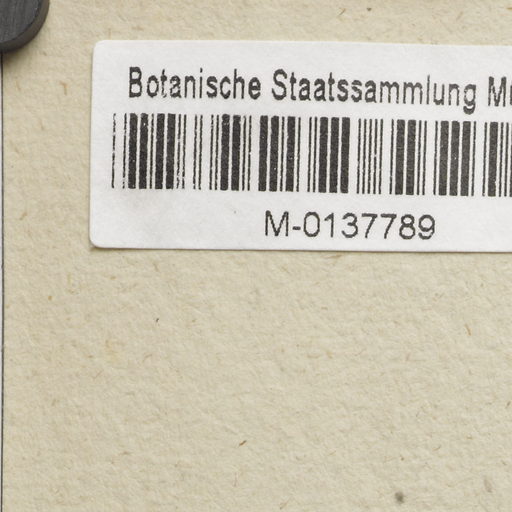 Botanische Staatssammlung
M-0137789